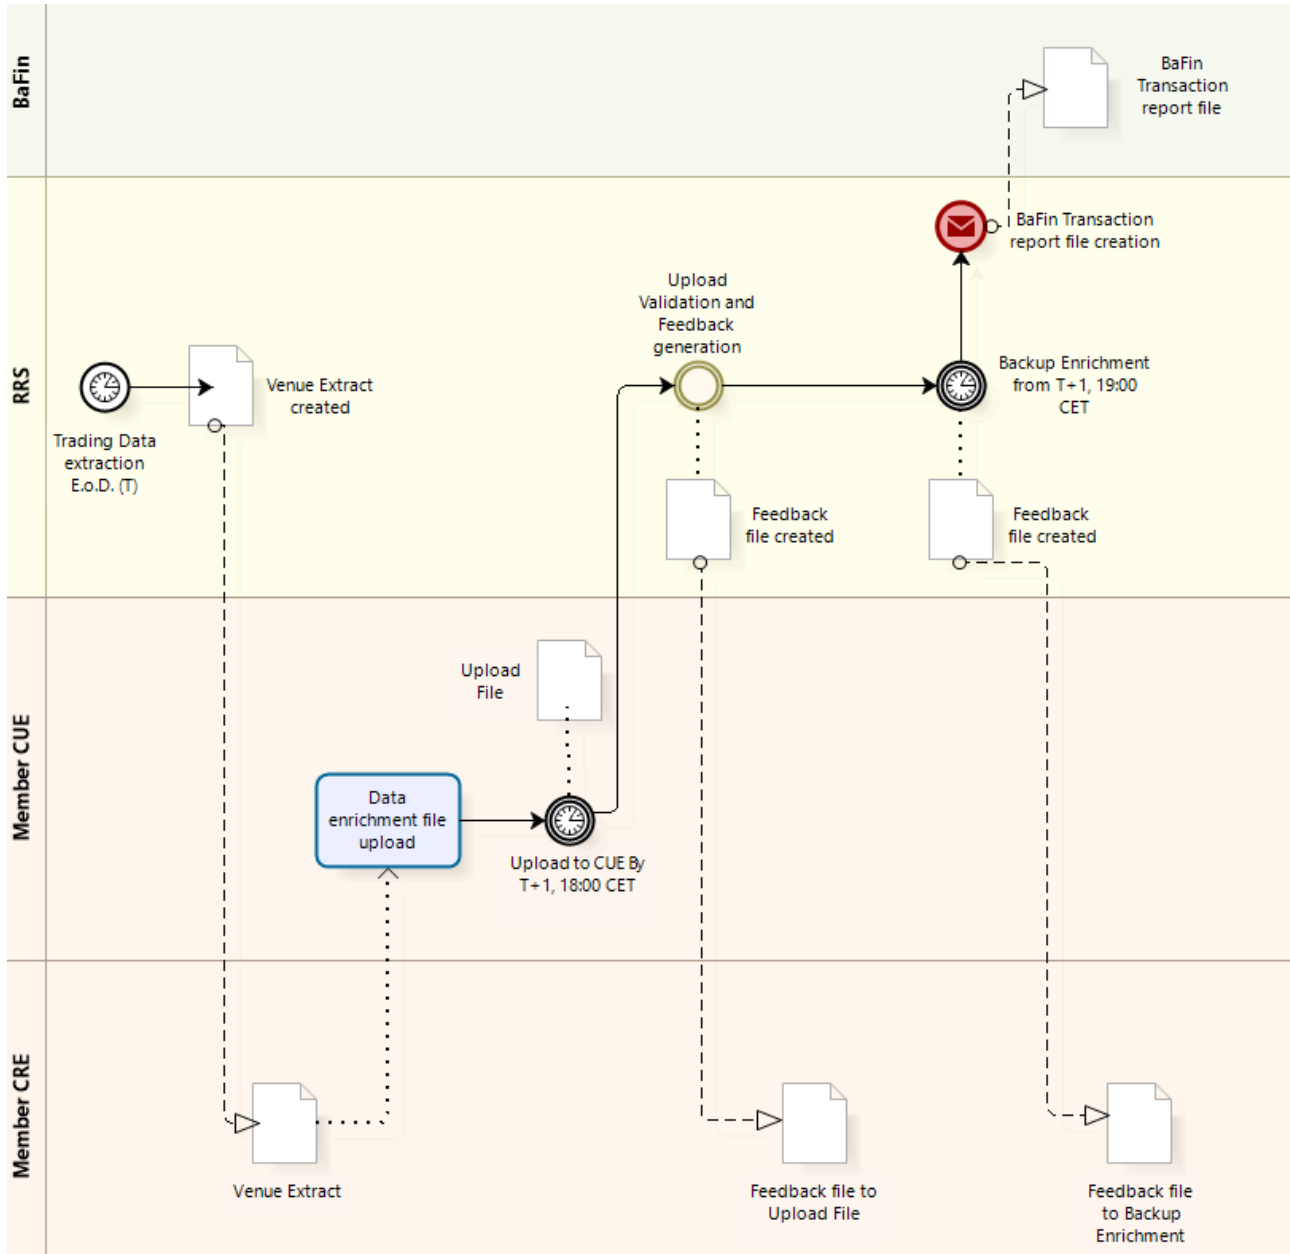 BaFin
BaFin
Transaction
report file
RRS
BaFin Transaction
report file creation
Upload
Validation and
Feedback
generation
Backup Enrichment
from T+1, 19:00
CET
Venue Extract
created
Trading Data
extraction
E.o.D. (T)
Feedback
file created
Feedback
file created
Member CUE
Upload
File
Data
enrichment file
upload
Upload to CUE By
T+1, 18:00 CET
Member CRE
Venue Extract
Feedback file to
Upload File
Feedback file
to Backup
Enrichment